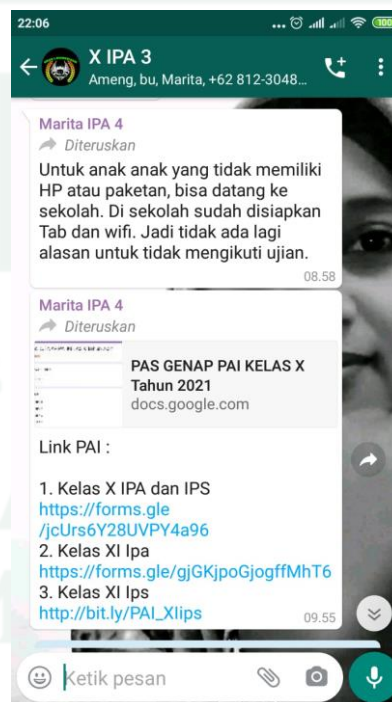 22:06
100
X IPA 3
Ameng, bu, Marita, +62 812-3048...
Marita IPA 4
Diteruskan
Untuk anak anak yang tidak memiliki
HP atau paketan, bisa datang ke
sekolah. Di sekolah sudah disiapkan
Tab dan wifi. Jadi tidak ada lagi
alasan untuk tidak mengikuti ujian.
08.58
Marita IPA 4
Diteruskan
PAS GENAP PAI KELAS X
Tahun 2021
docs.google.com
Link PAI :
1. Kelas X IPA dan IPS
https://forms.gle
/jcUrs6Y28UVPY4a96
2. Kelas XI Ipa
https://forms.gle/gjGKjpoGjogffMhT6
3. Kelas XI Ips
http://bit.ly/PAI_XIips
09.55
Ketik pesan